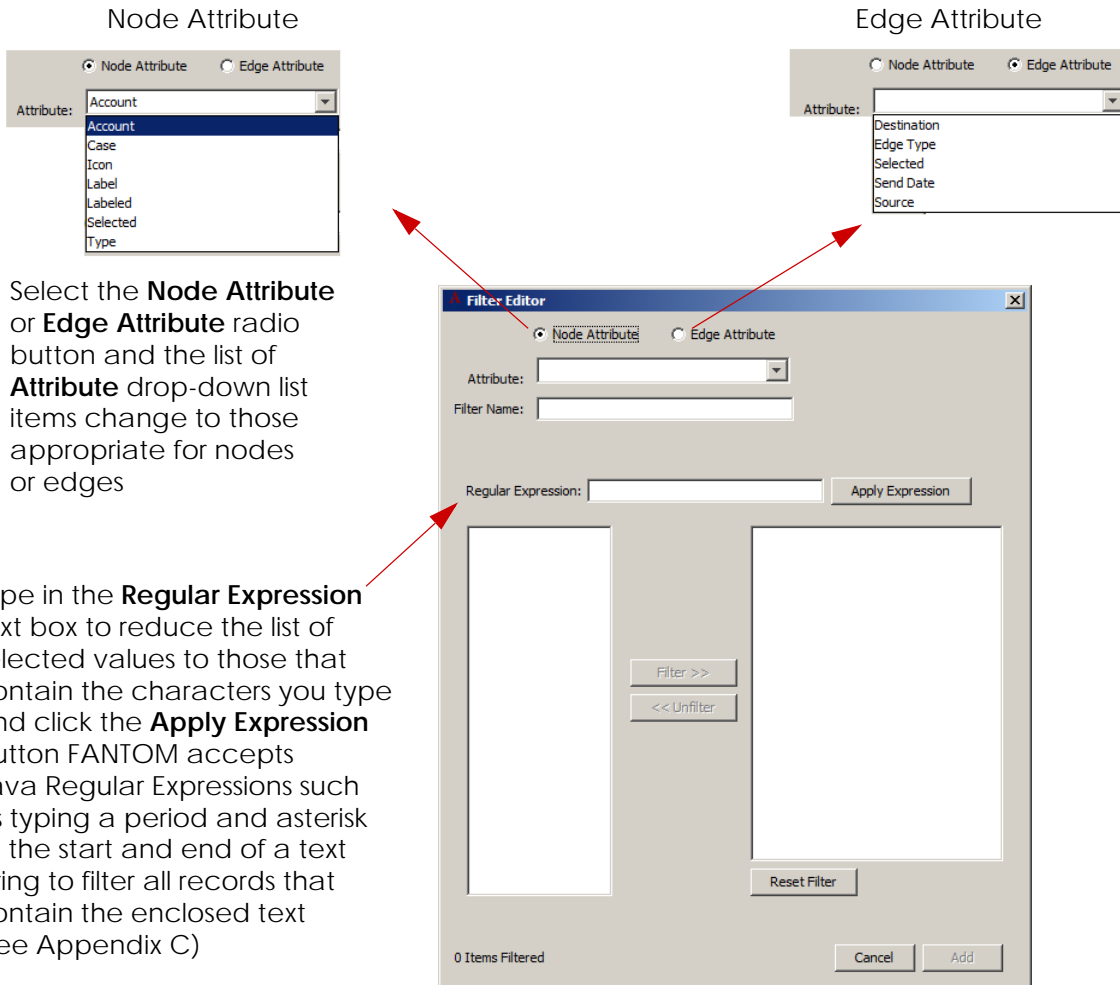 Node Attribute
Edge Attribute
Node Attribute Edge Attribute
Attribute: Account
Account
Case
Icon
Label
Labeled
Selected
Type
Node Attribute Edge Attribute
Attribute:
Destination
Edge Type
Selected
Send Date
Source
Select the Node Attribute
or Edge Attribute radio
button and the list of
Attribute drop-down list
items change to those
appropriate for nodes
or edges
Filter Editor
Node Attribute Edge Attribute
Attribute:
Filter Name:
Regular Expression: Apply Expression
Filter >>
<< Unfilter
Reset Filter
0 Items Filtered Cancel Add
ype in the Regular Expression
xt box to reduce the list of
elected values to those that
ontain the characters you type
nd click the Apply Expression
utton FANTOM accepts
ava Regular Expressions such
s typing a period and asterisk
the start and end of a text
ring to filter all records that
ontain the enclosed text
ee Appendix C)